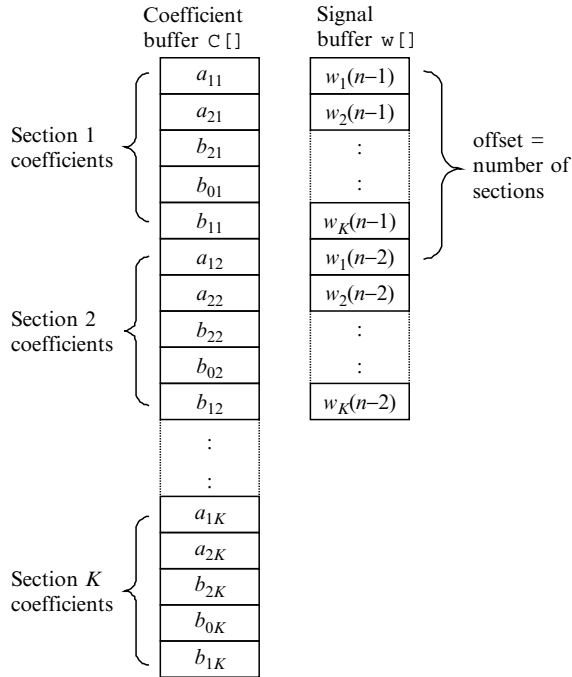 Coefficient
buffer C[]
Signal
buffer w[]
Section 1
coefficients
a₁₁
a₂₁
b₂₁
b₀₁
b₁₁
Section 2
coefficients
a₁₂
a₂₂
b₂₂
b₀₂
b₁₂
:
:
Section K
coefficients
a₁K
a₂K
b₂K
b₀K
b₁K
w₁(n–1)
w₂(n–1)
:
:
wK(n–1)
w₁(n–2)
w₂(n–2)
:
:
wK(n–2)
offset =
number of
sections